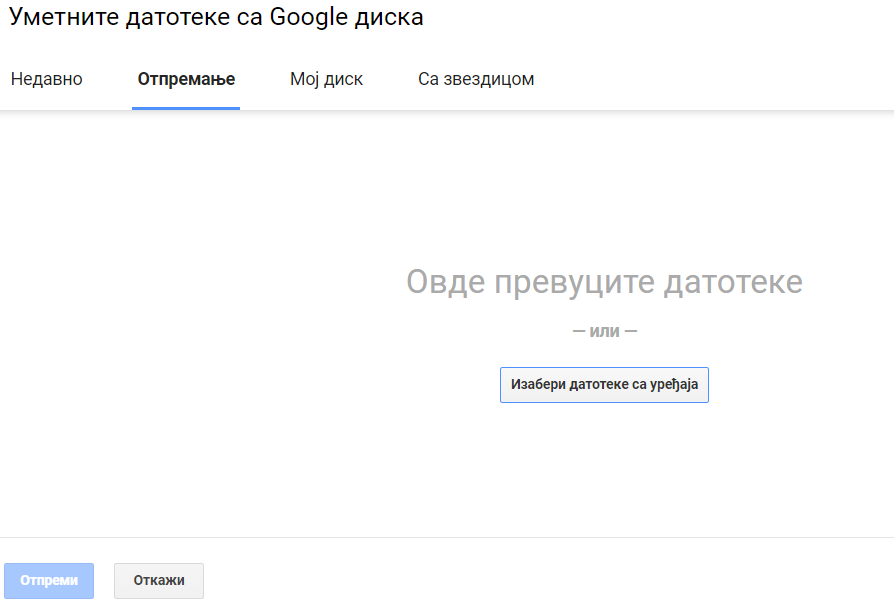 Уметните датотеке са Google диска
Недавно Отпремање Мој диск Са звездицом
Овде превуците датотеке
— или —
Изабери датотеке са уређаја
Отпреми Откажи